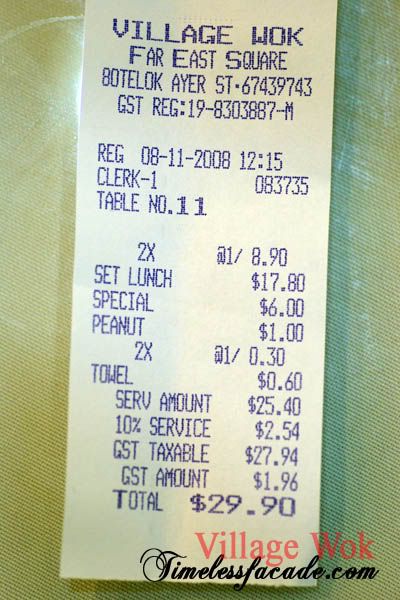 VILLAGE WOK
FAR EAST SQUARE
80TELOK AYER ST·67439743
GST REG:19-8303887-M
REG 08-11-2008 12:15
CLERK-1 083735
TABLE NO.11
2X @1/ 8.90
SET LUNCH $17.80
SPECIAL $6.00
PEANUT $1.00
2X @1/ 0.30
TOWEL $0.60
SERV AMOUNT $25.40
10% SERVICE $2.54
GST TAXABLE $27.94
GST AMOUNT $1.96
TOTAL $29.90
Village Wok
Timelessfacade.com